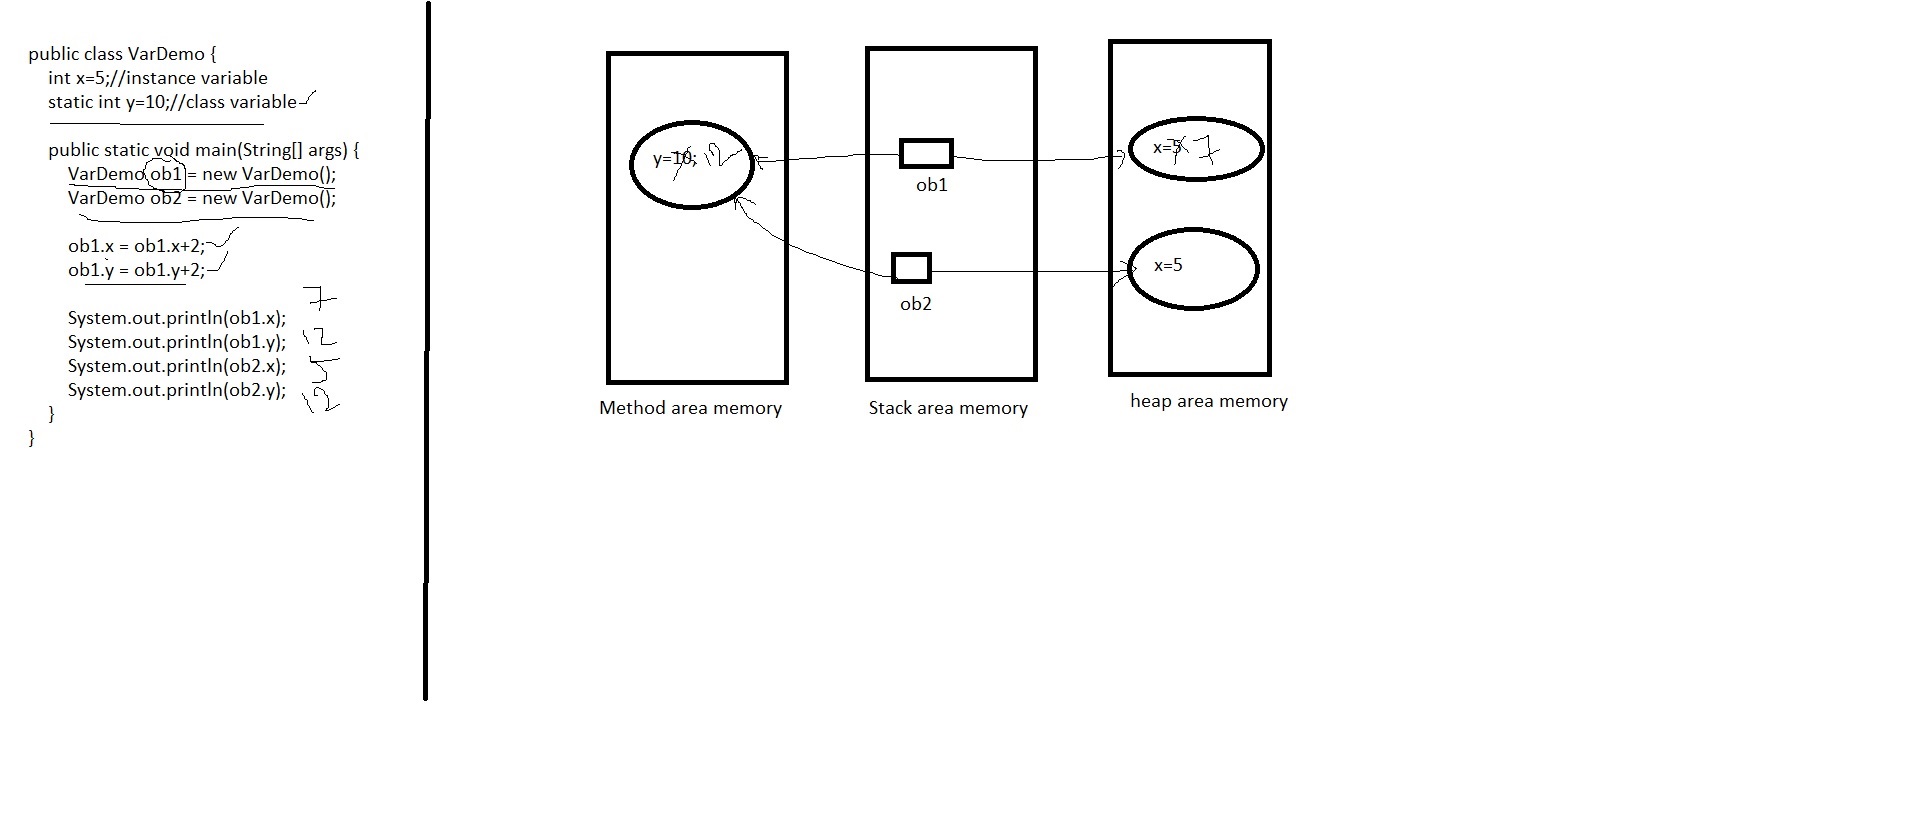 public class VarDemo {
int x=5;//instance variable
static int y=10;//class variable
public static void main(String[] args) {
VarDemo ob1 = new VarDemo();
VarDemo ob2 = new VarDemo();
ob1.x = ob1.x+2;
ob1.y = ob1.y+2;
7
System.out.println(ob1.x);
System.out.println(ob1.y); 12
System.out.println(ob2.x); 5
System.out.println(ob2.y); 12
}
}
y=10; 12
ob1
ob2
x=5 7
x=5
Method area memory
Stack area memory
heap area memory